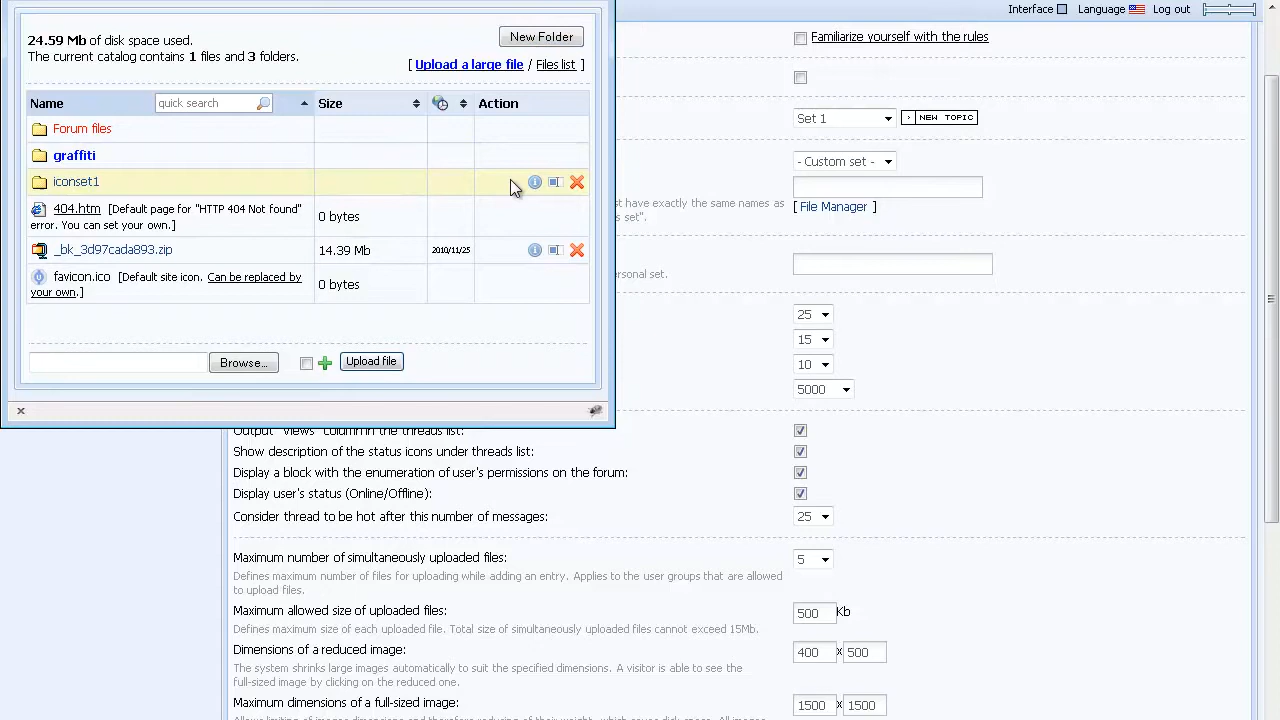 Interface Language Log out
24.59 Mb of disk space used.
New Folder
The current catalog contains 1 files and 3 folders.
[ Upload a large file / Files list ]
Name quick search Size Action
Forum files
graffiti
iconset1
404.htm [Default page for "HTTP 404 Not found"
error. You can set your own.]
0 bytes
_bk_3d97cada893.zip 14.39 Mb 2010/11/25
favicon.ico [Default site icon. Can be replaced by
your own.]
0 bytes
Browse... Upload file
Familiarize yourself with the rules
Set 1 NEW TOPIC
- Custom set -
t have exactly the same names as
s set".
[ File Manager ]
rsonal set.
25
15
10
5000
Output "Views" column in the threads list:
Show description of the status icons under threads list:
Display a block with the enumeration of user's permissions on the forum:
Display user's status (Online/Offline):
Consider thread to be hot after this number of messages: 25
Maximum number of simultaneously uploaded files: 5
Defines maximum number of files for uploading while adding an entry. Applies to the user groups that are allowed
to upload files.
Maximum allowed size of uploaded files: 500 Kb
Defines maximum size of each uploaded file. Total size of simultaneously uploaded files cannot exceed 15Mb.
Dimensions of a reduced image: 400 x 500
The system shrinks large images automatically to suit the specified dimensions. A visitor is able to see the
full-sized image by clicking on the reduced one.
Maximum dimensions of a full-sized image: 1500 x 1500